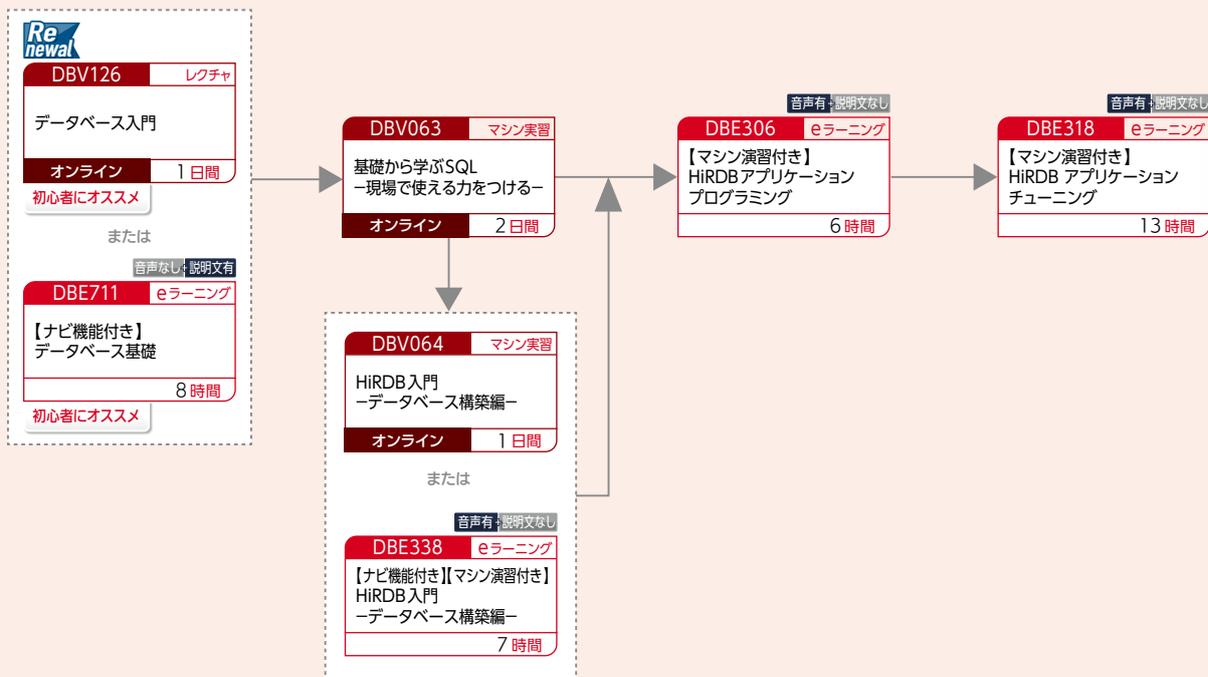 Re
newal
DBV126 レクチャ
データベース入門
オンライン 1日間
初心者にオススメ
または
音声なし 説明文有
DBE711 eラーニング
【ナビ機能付き】
データベース基礎
8時間
初心者にオススメ
DBV063 マシン実習
基礎から学ぶSQL
−現場で使える力をつける−
オンライン 2日間
DBV064 マシン実習
HiRDB入門
−データベース構築編−
オンライン 1日間
または
音声有 説明文なし
DBE338 eラーニング
【ナビ機能付き】【マシン演習付き】
HiRDB入門
−データベース構築編−
7時間
音声有 説明文なし
DBE306 eラーニング
【マシン演習付き】
HiRDBアプリケーション
プログラミング
6時間
音声有 説明文なし
DBE318 eラーニング
【マシン演習付き】
HiRDB アプリケーション
チューニング
13時間